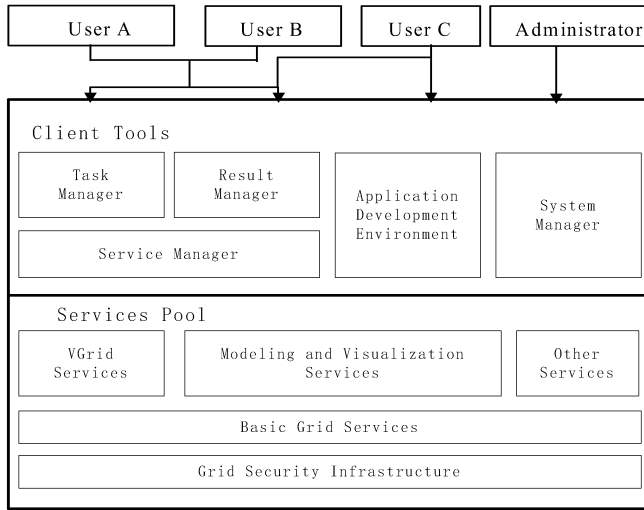 User A
User B
User C
Administrator
Client Tools
Task
Manager
Result
Manager
Application
Development
Environment
System
Manager
Service Manager
Services Pool
VGrid
Services
Modeling and Visualization
Services
Other
Services
Basic Grid Services
Grid Security Infrastructure